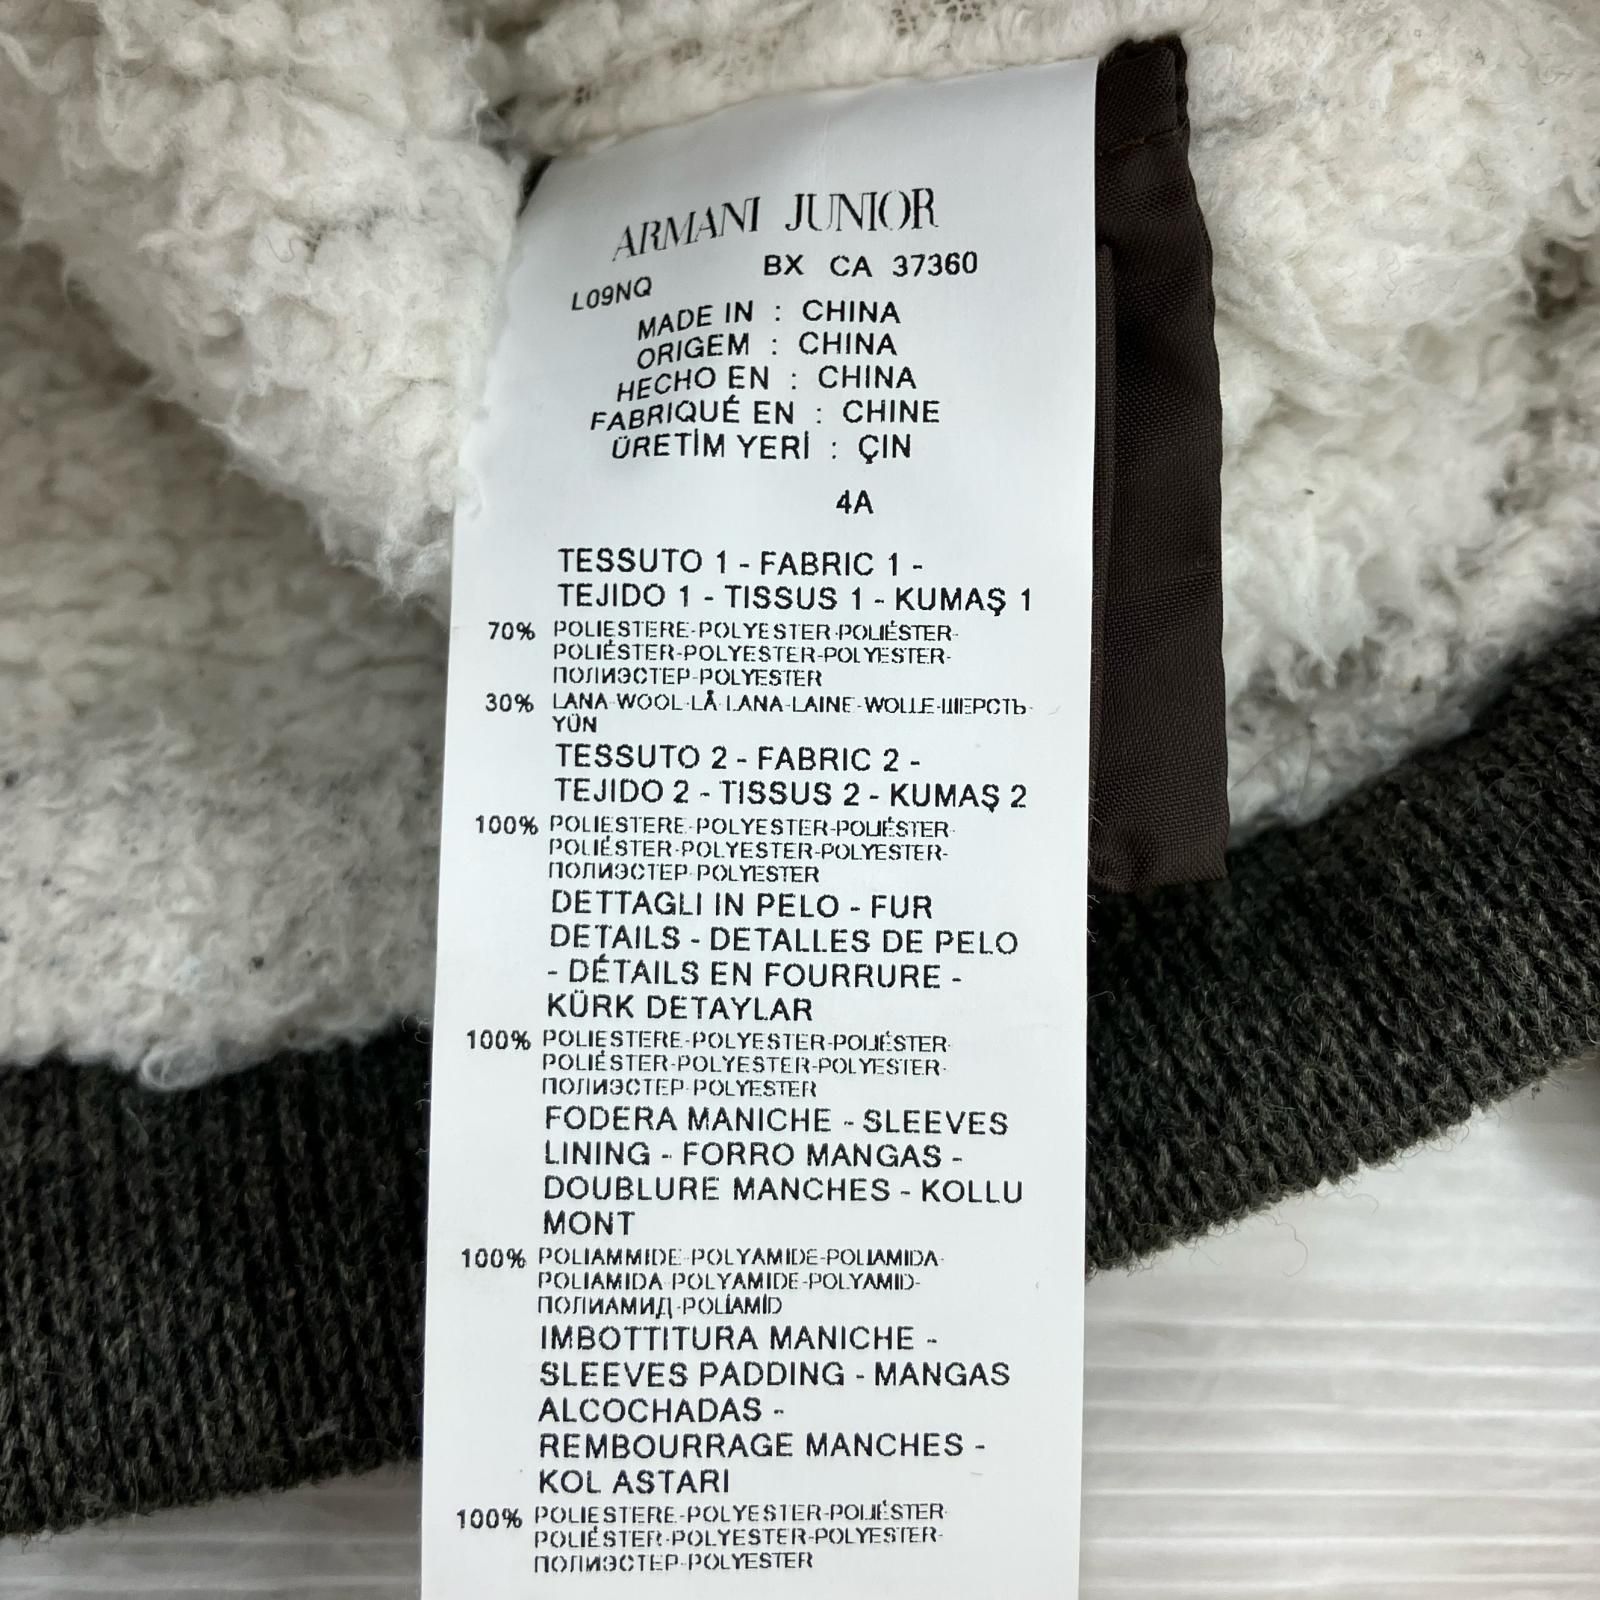 ARMANI JUNIOR
BX CA 37360
L09NQ
MADE IN : CHINA
ORIGEM : CHINA
HECHO EN : CHINA
FABRIQUÉ EN : CHINE
ÜRETİM YERİ : ÇIN
4A
TESSUTO 1 - FABRIC 1 -
TEJIDO 1 - TISSUS 1 - KUMAŞ 1
70% POLIESTERE-POLYESTER-POLIÉSTER-
POLIÉSTER-POLYESTER-POLYESTER-
ПОЛИЭСТЕР-POLYESTER
30% LANA-WOOL-LÃ-LANA-LAINE-WOLLE-ШЕРСТЬ-
YÜN
TESSUTO 2 - FABRIC 2 -
TEJIDO 2 - TISSUS 2 - KUMAŞ 2
100% POLIESTERE-POLYESTER-POLIÉSTER-
POLIÉSTER-POLYESTER-POLYESTER-
ПОЛИЭСТЕР-POLYESTER
DETTAGLI IN PELO - FUR
DETAILS - DETALLES DE PELO
- DÉTAILS EN FOURRURE -
KÜRK DETAYLAR
100% POLIESTERE-POLYESTER-POLIÉSTER-
POLIÉSTER-POLYESTER-POLYESTER-
ПОЛИЭСТЕР-POLYESTER
FODERA MANICHE - SLEEVES
LINING - FORRO MANGAS -
DOUBLURE MANCHES - KOLLU
MONT
100% POLIAMMIDE-POLYAMIDE-POLIAMIDA-
POLIAMIDA-POLYAMIDE-POLYAMID-
ПОЛИАМИД-POLİAMİD
IMBOTTITURA MANICHE -
SLEEVES PADDING - MANGAS
ALCOCHADAS -
REMBOURRAGE MANCHES -
KOL ASTARI
100% POLIESTERE-POLYESTER-POLIÉSTER-
POLIÉSTER-POLYESTER-POLYESTER-
ПОЛИЭСТЕР-POLYESTER